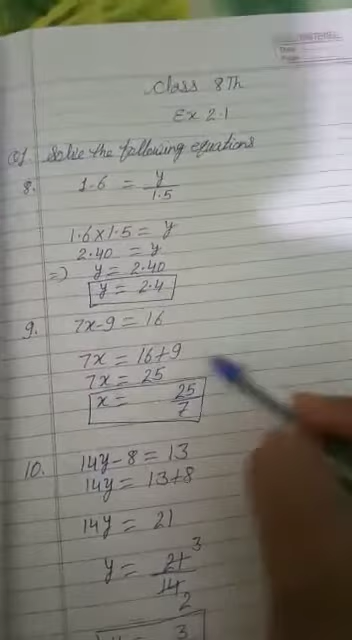 Class 8Th
Ex 2.1
Q1. Solve the following equations
8. 1.6 = y/1.5
1.6 x 1.5 = y
2.40 = y
=) y = 2.40
y = 2.4
9. 7x - 9 = 16
7x = 16 + 9
7x = 25
x = 25/7
10. 14y - 8 = 13
14y = 13 + 8
14y = 21
y = 21 3/14 2
3